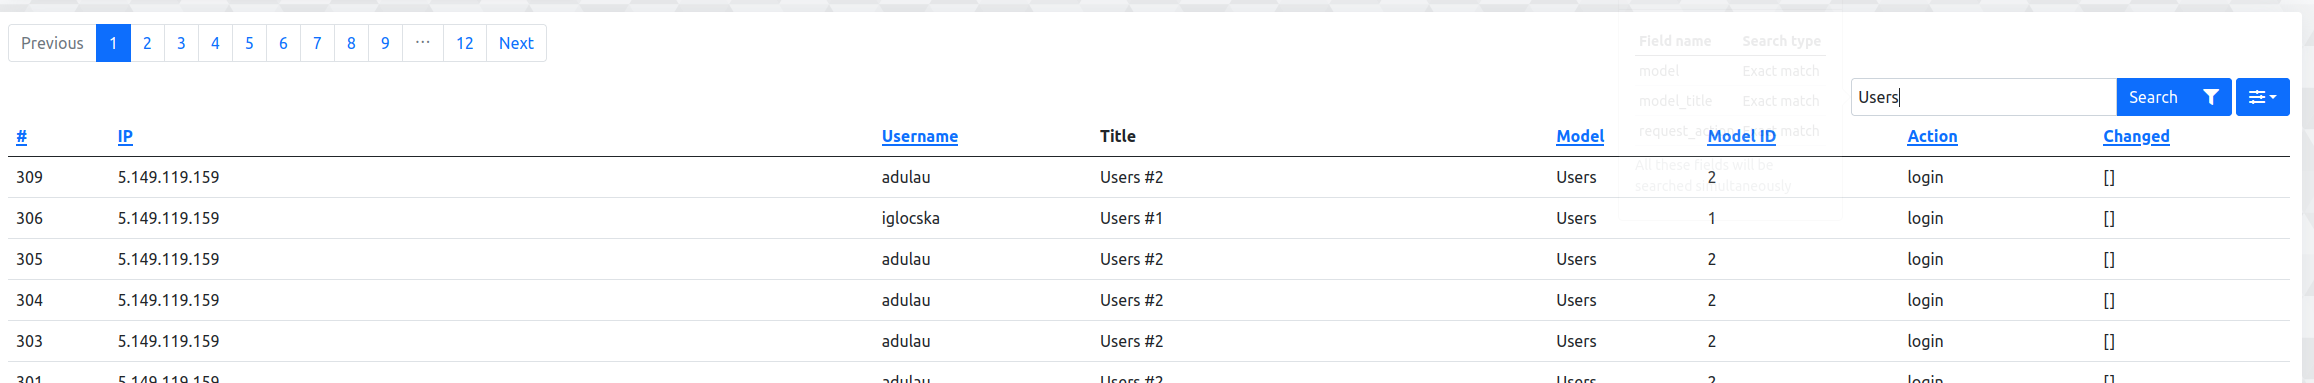 Previous 1 2 3 4 5 6 7 8 9 ... 12 Next
Field name Search type
model Exact match
model_title Exact match
Users Search
request_action Exact match
# IP Username Title Model Model ID Action Changed
All these fields will be
searched simultaneously
309 5.149.119.159 adulau Users #2 Users 2 login []
306 5.149.119.159 iglocska Users #1 Users 1 login []
305 5.149.119.159 adulau Users #2 Users 2 login []
304 5.149.119.159 adulau Users #2 Users 2 login []
303 5.149.119.159 adulau Users #2 Users 2 login []
301 5.149.119.159 adulau Users #2 Users 2 login []